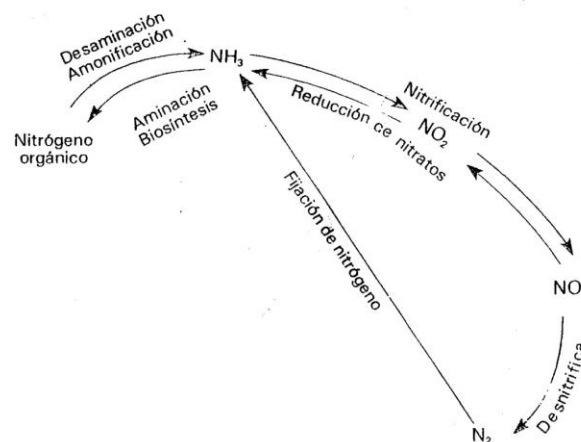 Desaminación
Amonificación
NH₃
Aminación
Biosíntesis
Nitrógeno
orgánico
Nitrificación
NO₂
Reducción ce nitratos
Fijación de nitrógeno
NO
Desnitrifica
N₂